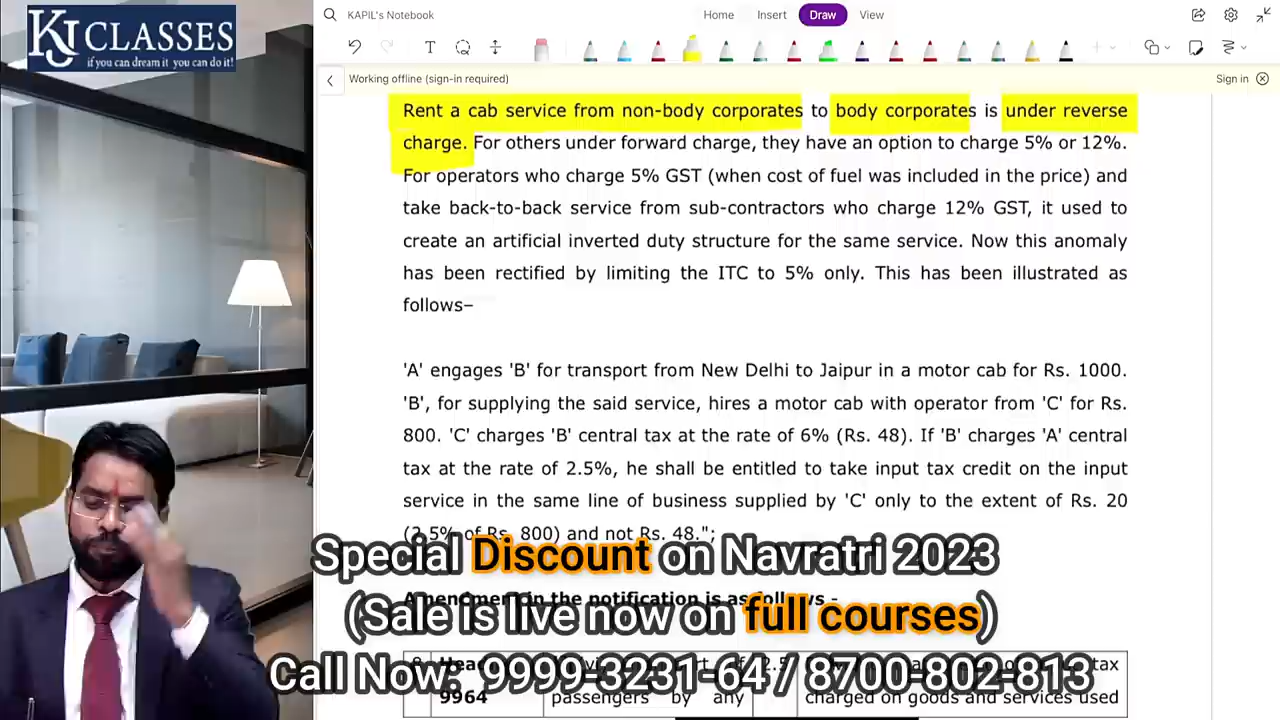 KJ CLASSES
if you can dream it you can do it!
KAPIL's Notebook
Home Insert Draw View
Working offline (sign-in required)
Sign in
Rent a cab service from non-body corporates to body corporates is under reverse
charge. For others under forward charge, they have an option to charge 5% or 12%.
For operators who charge 5% GST (when cost of fuel was included in the price) and
take back-to-back service from sub-contractors who charge 12% GST, it used to
create an artificial inverted duty structure for the same service. Now this anomaly
has been rectified by limiting the ITC to 5% only. This has been illustrated as
follows–
'A' engages 'B' for transport from New Delhi to Jaipur in a motor cab for Rs. 1000.
'B', for supplying the said service, hires a motor cab with operator from 'C' for Rs.
800. 'C' charges 'B' central tax at the rate of 6% (Rs. 48). If 'B' charges 'A' central
tax at the rate of 2.5%, he shall be entitled to take input tax credit on the input
service in the same line of business supplied by 'C' only to the extent of Rs. 20
(2.5% of Rs. 800) and not Rs. 48.";
Special Discount on Navratri 2023
Amendment in the notification is as follows -
(Sale is live now on full courses)
Call Now: 9999-3231-64 / 8700-802-813
2.5 tax
9964 passengers by any charged on goods and services used